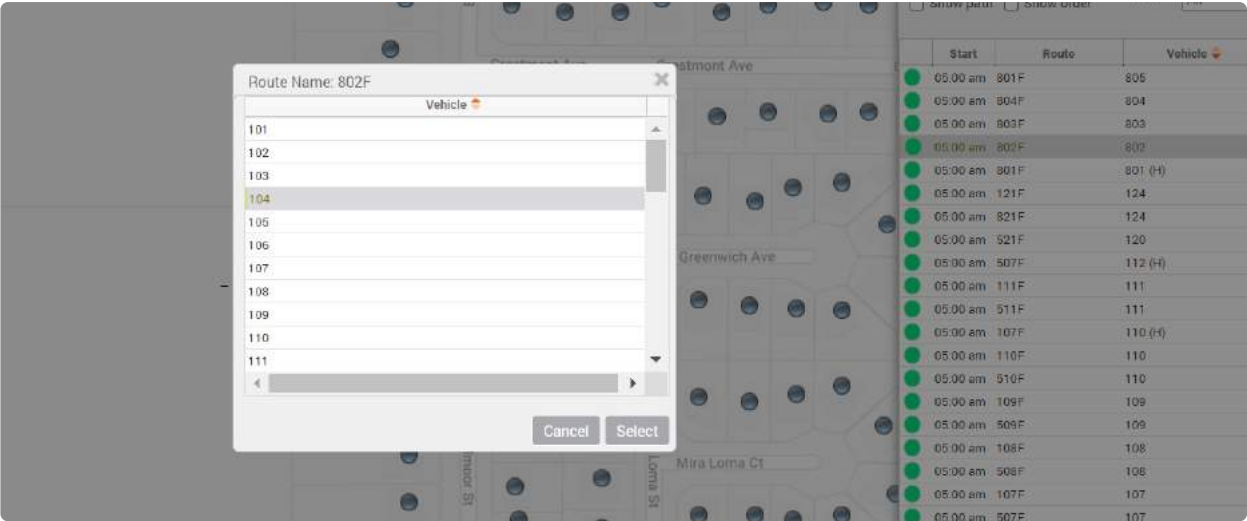 Show path Show order
Start Route Vehicle
05:00 am 801F 805
05:00 am 804F 804
05:00 am 803F 803
05:00 am 802F 802
05:00 am 801F 801 (H)
05:00 am 121F 124
05:00 am 821F 124
05:00 am 521F 120
05:00 am 507F 112 (H)
05:00 am 111F 111
05:00 am 511F 111
05:00 am 107F 110 (H)
05:00 am 110F 110
05:00 am 510F 110
05:00 am 109F 109
05:00 am 509F 109
05:00 am 108F 108
05:00 am 508F 108
05:00 am 107F 107
05:00 am 507F 107
Route Name: 802F
Vehicle
101
102
103
104
105
106
107
108
109
110
111
Cancel Select
Crestmont Ave
Greenwich Ave
Mira Loma Ct
Loma St